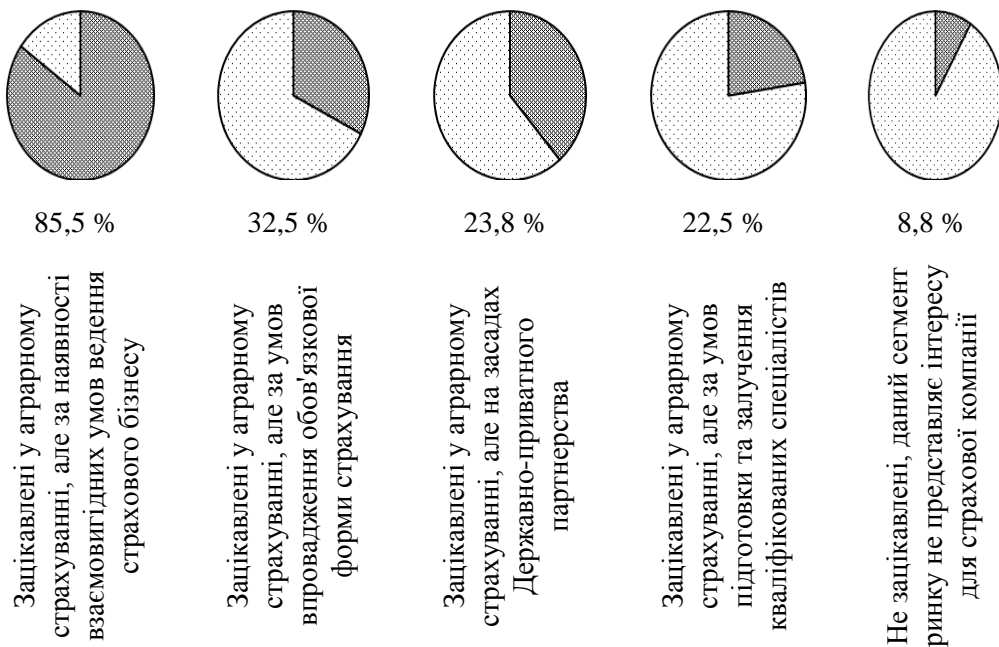 85,5 %
32,5 %
23,8 %
22,5 %
8,8 %
Зацікавлені у аграрному
страхуванні, але за наявності
взаємовигідних умов ведення
страхового бізнесу
Зацікавлені у аграрному
страхуванні, але за умов
впровадження обов'язкової
форми страхування
Зацікавлені у аграрному
страхуванні, але на засадах
Державно-приватного
партнерства
Зацікавлені у аграрному
страхуванні, але за умов
підготовки та залучення
кваліфікованих спеціалістів
Не зацікавлені, даний сегмент
ринку не представляє інтересу
для страхової компанії